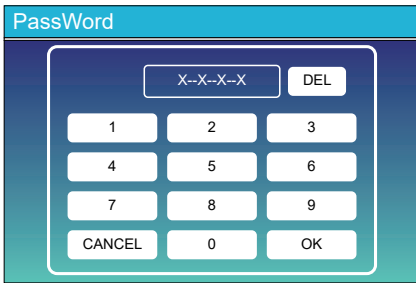 PassWord
X--X--X--X DEL
1 2 3
4 5 6
7 8 9
CANCEL 0 OK